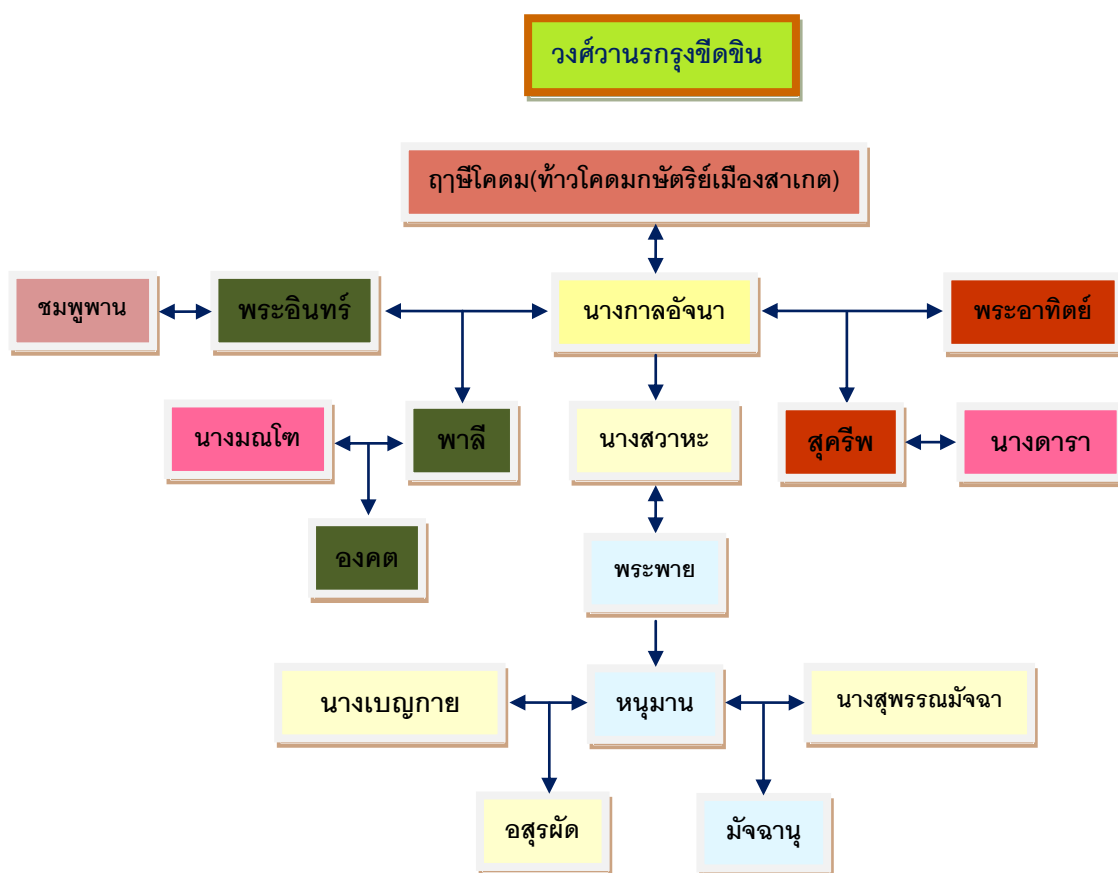 วงศ์วานรกรุงขีดขิน
ฤๅษีโคดม(ท้าวโคดมกษัตริย์เมืองสาเกต)
ชมพูพาน
พระอินทร์
นางกาลอัจนา
พระอาทิตย์
นางมณโฑ
พาลี
นางสวาหะ
สุครีพ
นางดารา
องคต
พระพาย
นางเบญกาย
หนุมาน
นางสุพรรณมัจฉา
อสุรผัด
มัจฉานุ